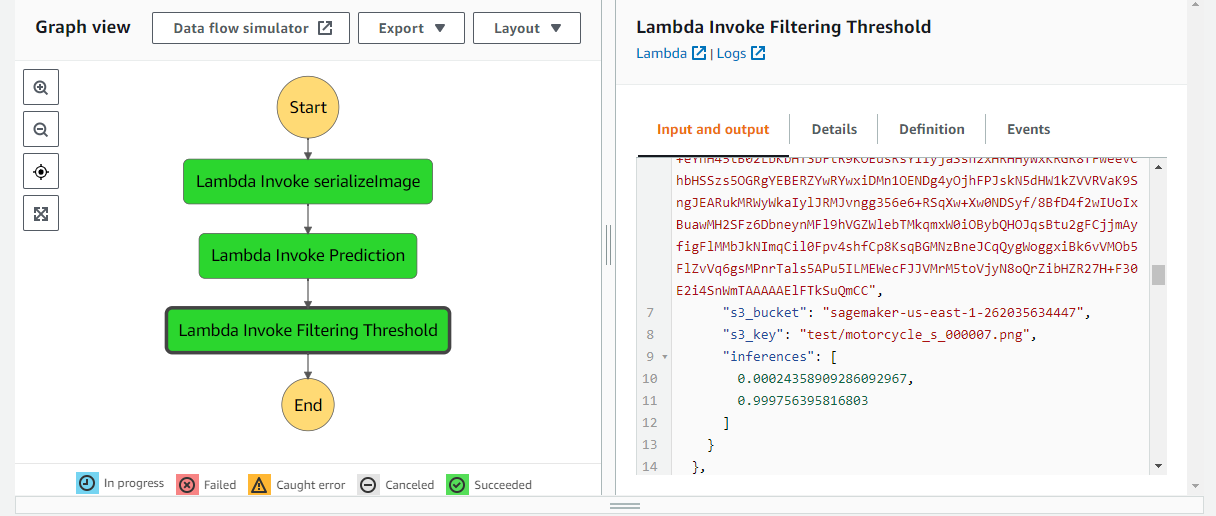 Graph view
Data flow simulator
Export
Layout
Start
Lambda Invoke serializeImage
Lambda Invoke Prediction
Lambda Invoke Filtering Threshold
End
In progress
Failed
Caught error
Canceled
Succeeded
Lambda Invoke Filtering Threshold
Lambda | Logs
Input and output
Details
Definition
Events
hbHSSzs5OGRgYEBERZYwRYwxiDMn1OENDg4yOjhFPJskN5dHW1kZVVRVaK9S
ngJEARukMRWyWkaIylJRMJvngg356e6+RSqXw+Xw0NDSyf/8BfD4f2wIUoIx
BuawMH2SFz6DbneynMFl9hVGZWlebTMkqmxW0iOBybQHOJqsBtu2gFCjjmAy
figFlMMbJkNImqCil0Fpv4shfCp8KsqBGMNzBneJCqQygWoggxiBk6vVMOb5
FlZvVq6gsMPnrTals5APu5ILMEWecFJJVMrM5toVjyN8oQrZibHZR27H+F30
E2i4SnWmTAAAAAElFTkSuQmCC",
7 "s3_bucket": "sagemaker-us-east-1-262035634447",
8 "s3_key": "test/motorcycle_s_000007.png",
9 "inferences": [
10 0.00024358909286092967,
11 0.999756395816803
12 ]
13 }
14 },